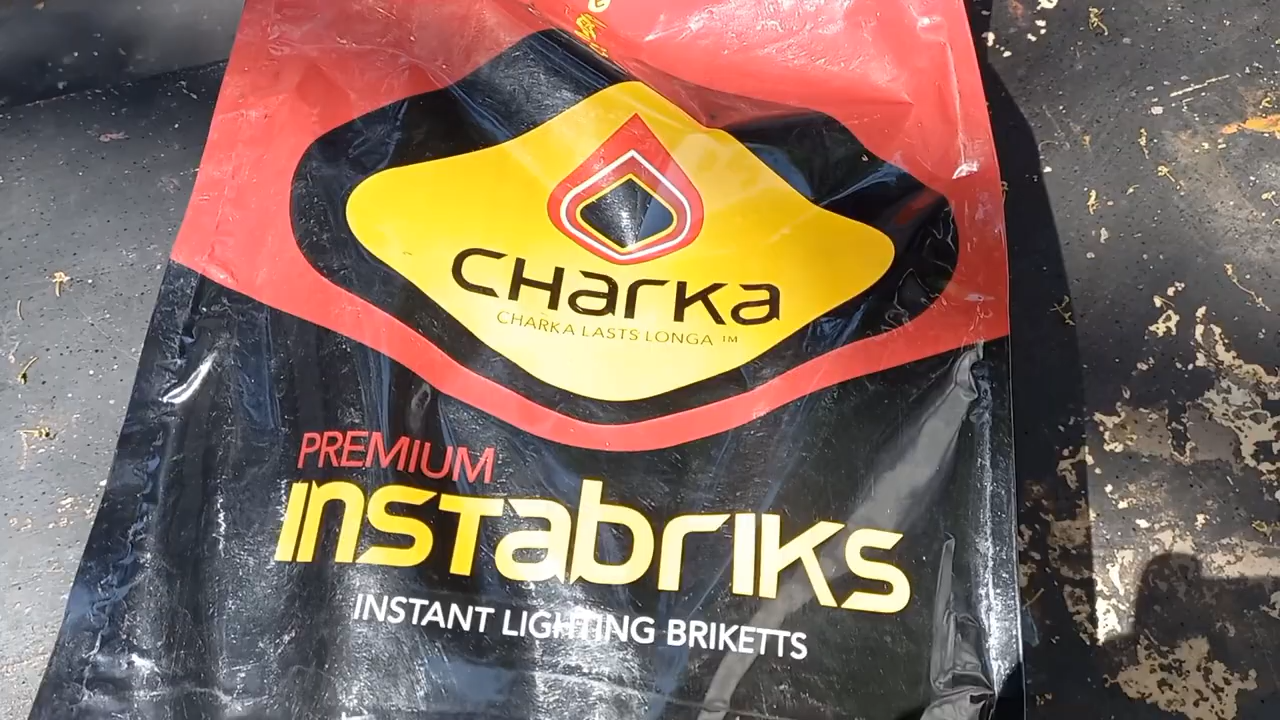 CHarKa
CHARKA LASTS LONGA ™
PREMIUM
InsTabrIKS
INSTANT LIGHTING BRIKETTS